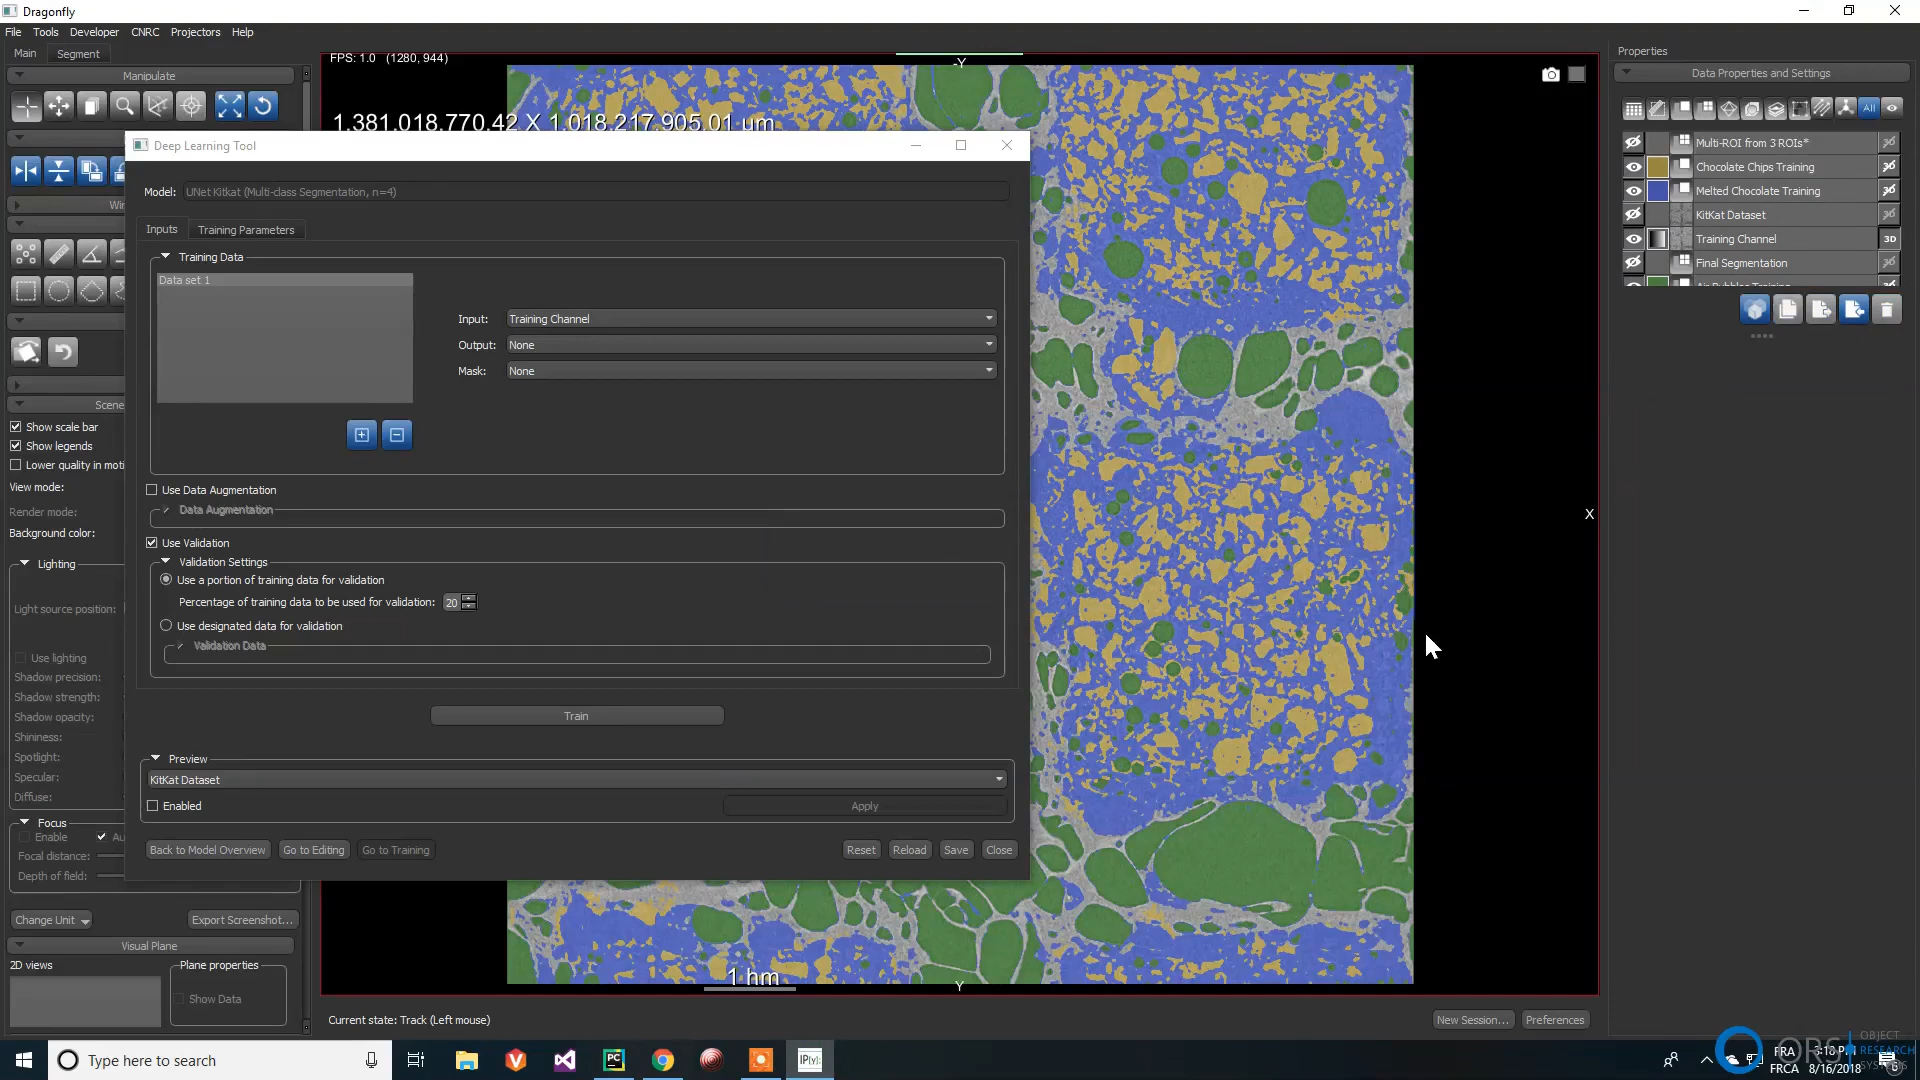 Dragonfly
File Tools Developer CNRC Projectors Help
Main Segment
Manipulate
FPS: 1.0 (1280, 944)
-Y
1,381,018,770.42 X 1,018,217,905.01 um
Properties
Data Properties and Settings
All
Multi-ROI from 3 ROIs*
Chocolate Chips Training
Melted Chocolate Training
KitKat Dataset
Training Channel 3D
Final Segmentation
Deep Learning Tool
Model: UNet Kitkat (Multi-class Segmentation, n=4)
Inputs Training Parameters
Training Data
Data set 1
Input: Training Channel
Output: None
Mask: None
Use Data Augmentation
Data Augmentation
Use Validation
Validation Settings
Use a portion of training data for validation
Percentage of training data to be used for validation: 20
Use designated data for validation
Validation Data
Train
Preview
KitKat Dataset
Enabled Apply
Back to Model Overview Go to Editing Go to Training Reset Reload Save Close
Scene
Show scale bar
Show legends
Lower quality in moti
View mode:
Render mode:
Background color:
Lighting
Light source position:
Use lighting
Shadow precision:
Shadow strength:
Shadow opacity:
Shininess:
Spotlight:
Specular:
Diffuse:
Focus
Enable Au
Focal distance:
Depth of field:
Change Unit Export Screenshot...
Visual Plane
2D views Plane properties
Show Data
X
1 hm
Y
Current state: Track (Left mouse)
New Session... Preferences
Type here to search
PC
IP[y]:
FRA
FRCA
8/16/2018
ORS
OBJECT
RESEARCH
SYSTEMS